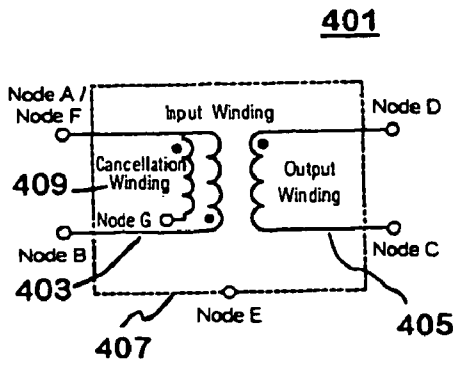 401
Node A /
Node F
Input Winding
Node D
Cancellation
Winding
409
Output
Winding
Node G
Node B
Node C
403
Node E
405
407